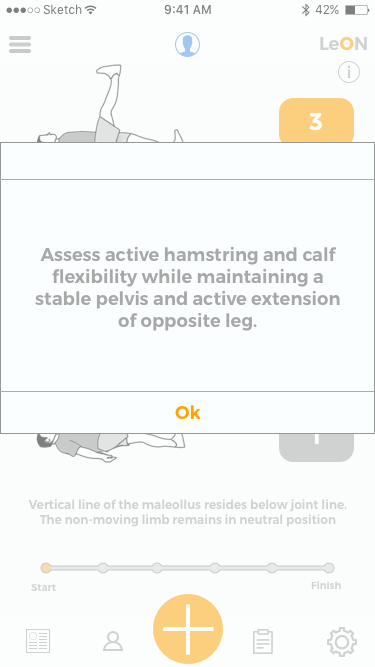 Sketch
9:41 AM
42%
LeON
i
3
Assess active hamstring and calf
flexibility while maintaining a
stable pelvis and active extension
of opposite leg.
Ok
Vertical line of the maleollus resides below joint line.
The non-moving limb remains in neutral position
Start
Finish